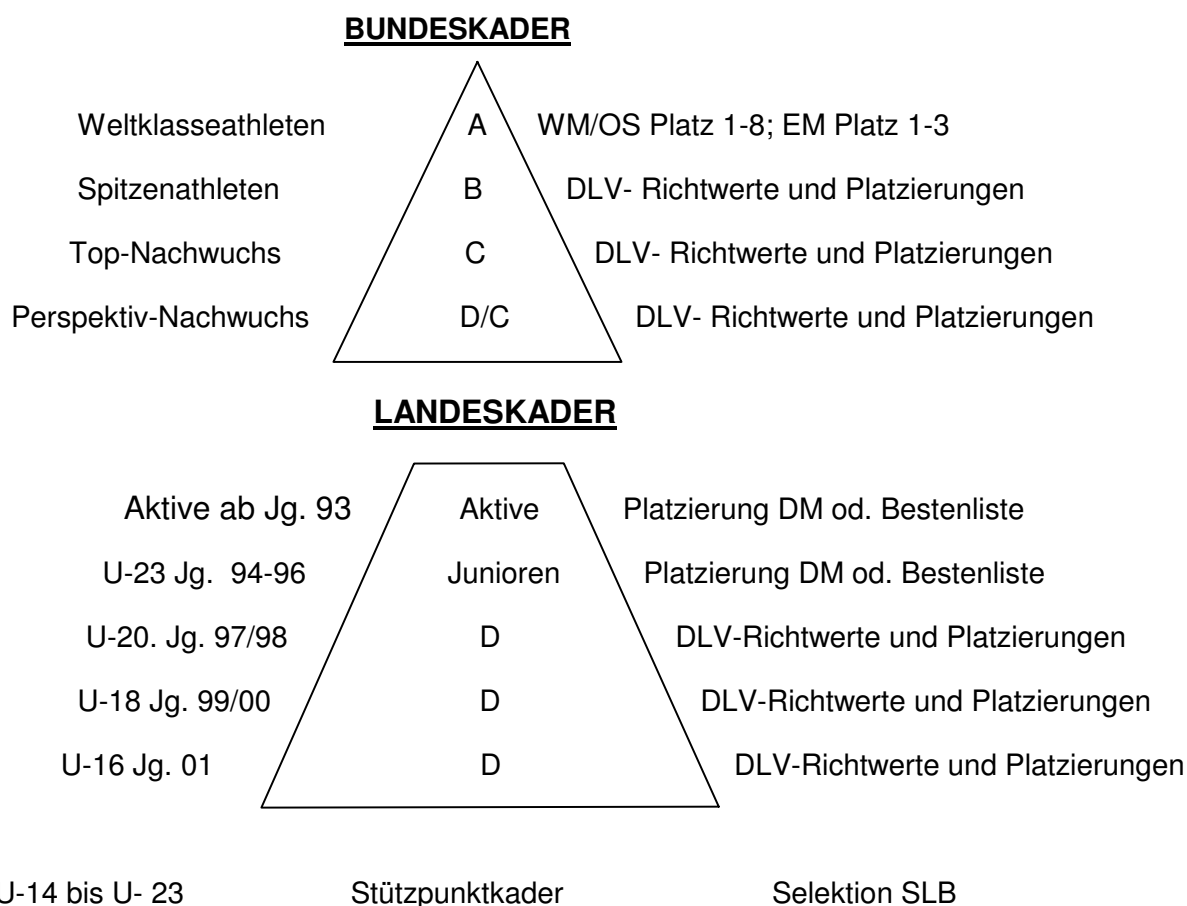 BUNDESKADER
Weltklasseathleten A WM/OS Platz 1-8; EM Platz 1-3
Spitzenathleten B DLV- Richtwerte und Platzierungen
Top-Nachwuchs C DLV- Richtwerte und Platzierungen
Perspektiv-Nachwuchs D/C DLV- Richtwerte und Platzierungen
LANDESKADER
Aktive ab Jg. 93 Aktive Platzierung DM od. Bestenliste
U-23 Jg. 94-96 Junioren Platzierung DM od. Bestenliste
U-20. Jg. 97/98 D DLV-Richtwerte und Platzierungen
U-18 Jg. 99/00 D DLV-Richtwerte und Platzierungen
U-16 Jg. 01 D DLV-Richtwerte und Platzierungen
U-14 bis U- 23 Stützpunktkader Selektion SLB